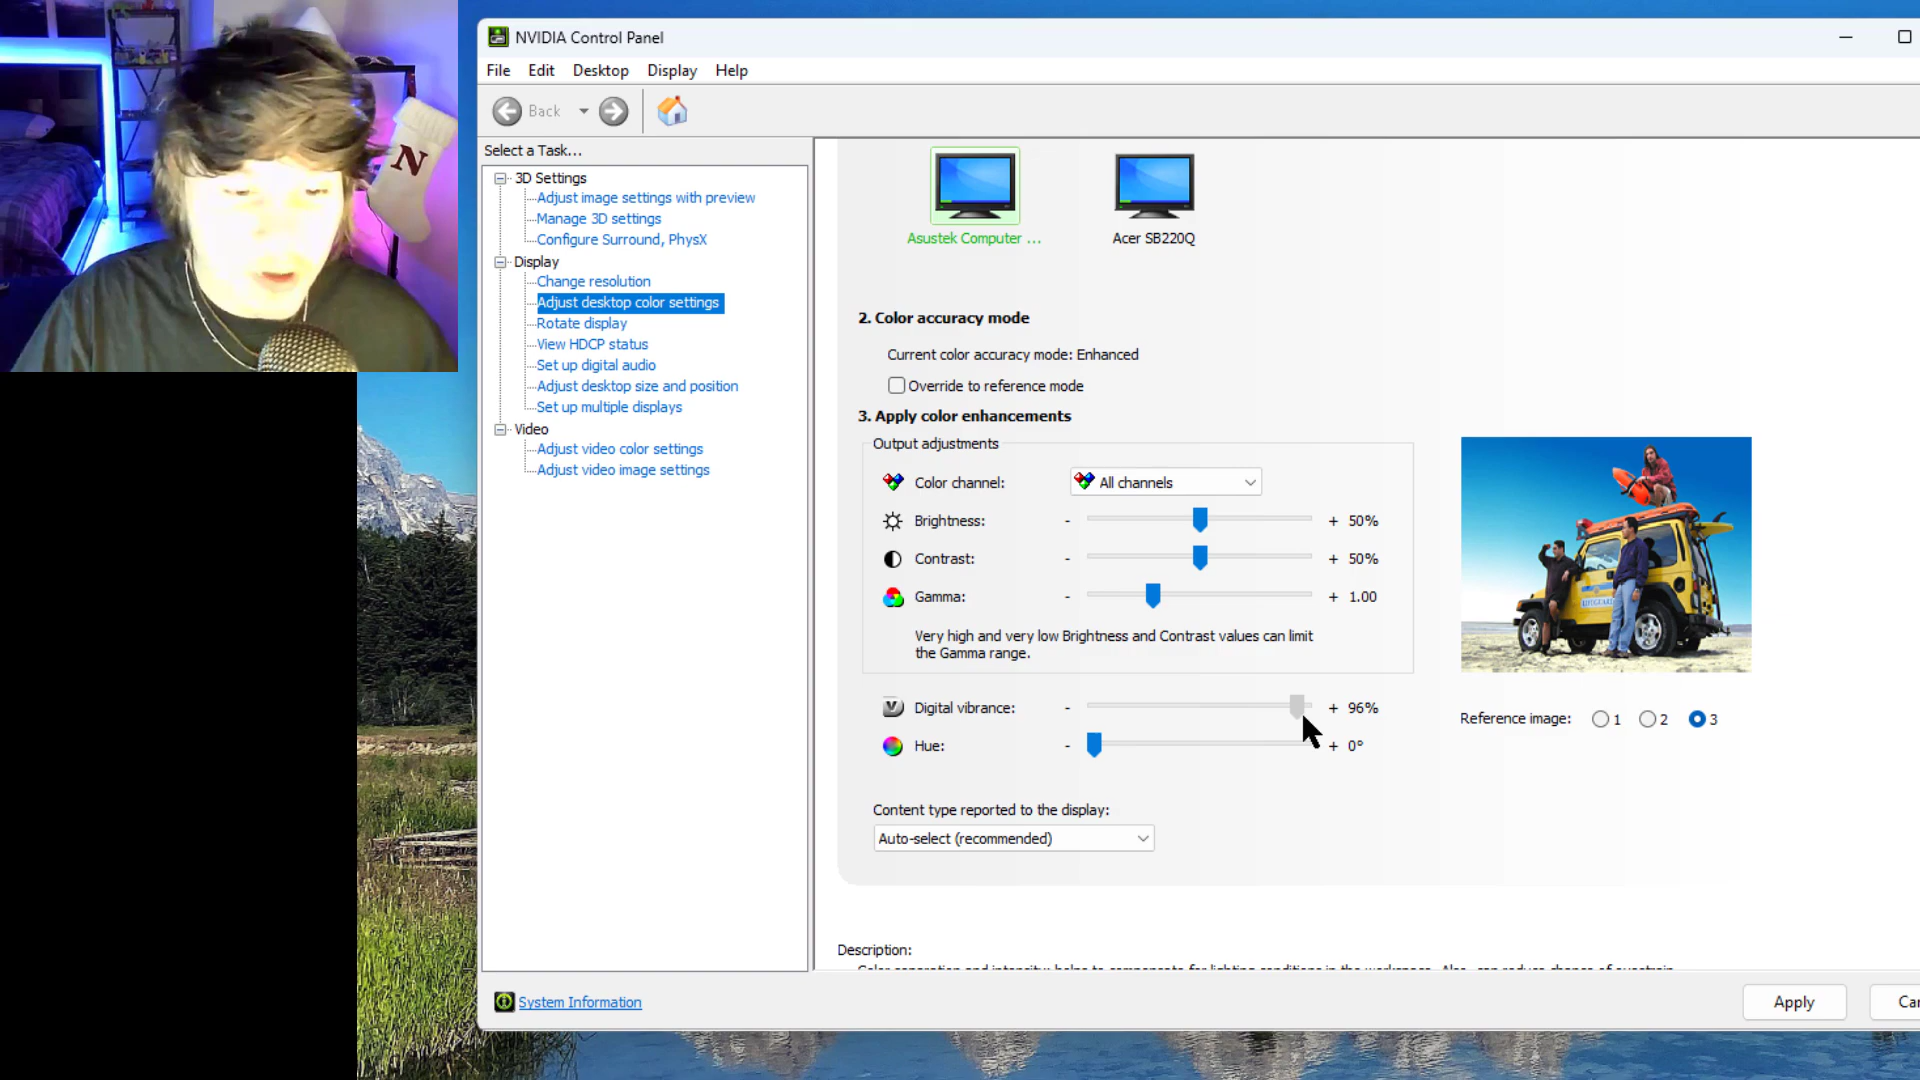 NVIDIA Control Panel
File Edit Desktop Display Help
Back
Select a Task...
3D Settings
Adjust image settings with preview
Manage 3D settings
Configure Surround, PhysX
Display
Change resolution
Adjust desktop color settings
Rotate display
View HDCP status
Set up digital audio
Adjust desktop size and position
Set up multiple displays
Video
Adjust video color settings
Adjust video image settings
N
Asustek Computer ...
Acer SB220Q
2. Color accuracy mode
Current color accuracy mode: Enhanced
Override to reference mode
3. Apply color enhancements
Output adjustments
Color channel: All channels
Brightness: - + 50%
Contrast: - + 50%
Gamma: - + 1.00
Very high and very low Brightness and Contrast values can limit
the Gamma range.
Digital vibrance: - + 96%
Hue: - + 0°
Reference image: 1 2 3
Content type reported to the display:
Auto-select (recommended)
Description:
System Information
Apply